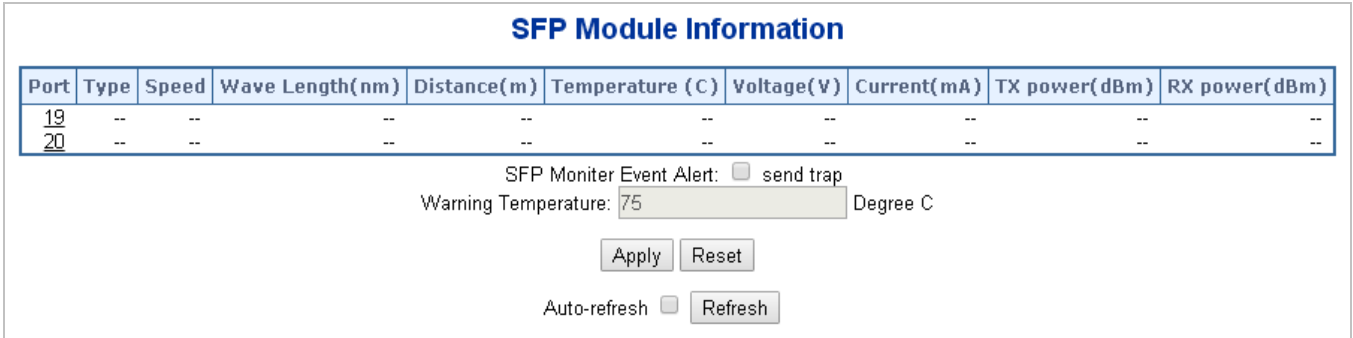 SFP Module Information
Port Type Speed Wave Length(nm) Distance(m) Temperature (C) Voltage(V) Current(mA) TX power(dBm) RX power(dBm)
19 -- -- -- -- -- -- -- -- --
20 -- -- -- -- -- -- -- -- --
SFP Moniter Event Alert: send trap
Warning Temperature: 75 Degree C
Apply Reset
Auto-refresh Refresh